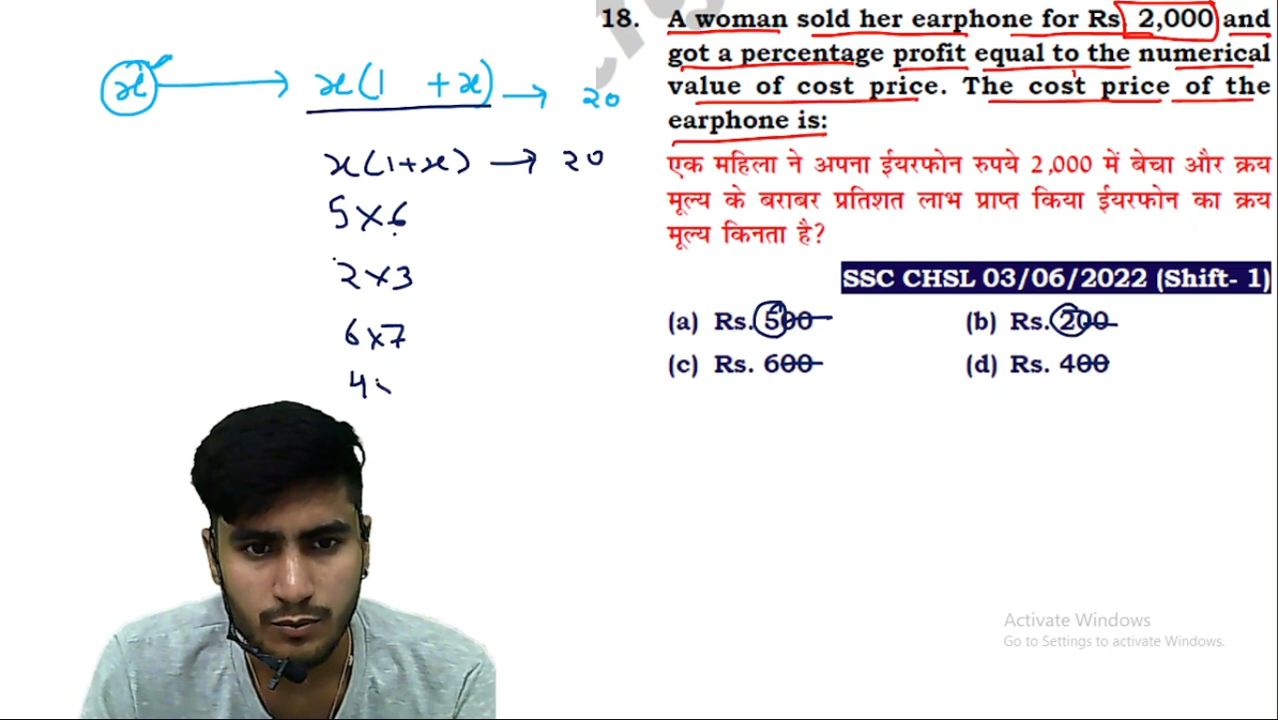 18. A woman sold her earphone for Rs 2,000 and
got a percentage profit equal to the numerical
value of cost price. The cost price of the
earphone is:
एक महिला ने अपना ईयरफोन रुपये 2,000 में बेचा और क्रय
मूल्य के बराबर प्रतिशत लाभ प्राप्त किया ईयरफोन का क्रय
मूल्य किनता है?
SSC CHSL 03/06/2022 (Shift- 1)
(a) Rs. 500 (b) Rs. 200
(c) Rs. 600 (d) Rs. 400
x → x(1 + x) → 20
x(1+x) → 20
5×6
2×3
6×7
4
Activate Windows
Go to Settings to activate Windows.